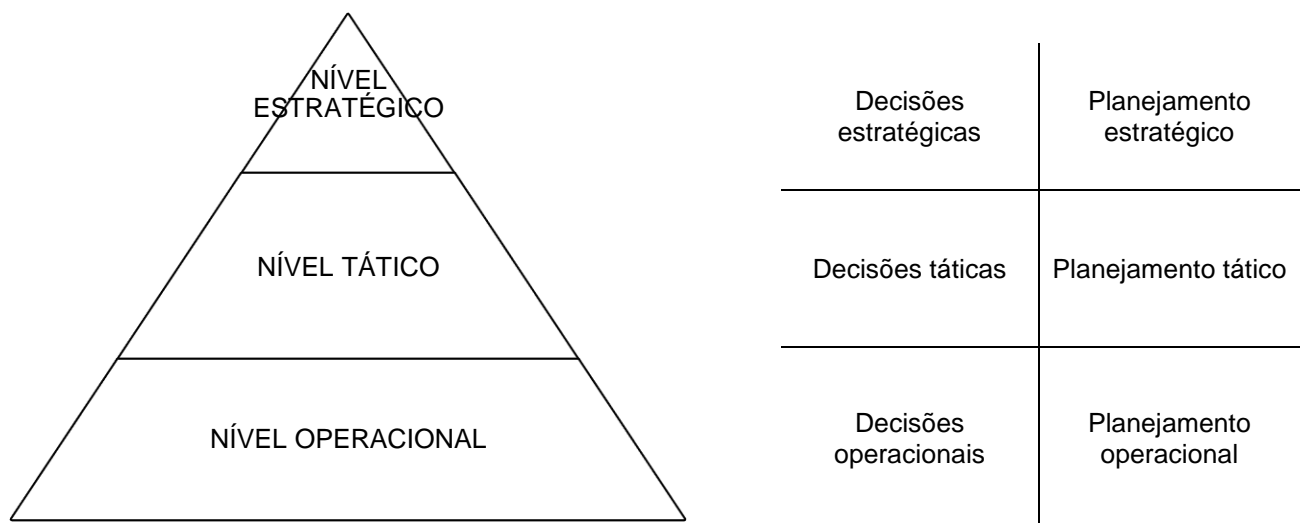 NÍVEL
ESTRATÉGICO
NÍVEL TÁTICO
NÍVEL OPERACIONAL
Decisões
estratégicas
Planejamento
estratégico
Decisões táticas
Planejamento tático
Decisões
operacionais
Planejamento
operacional